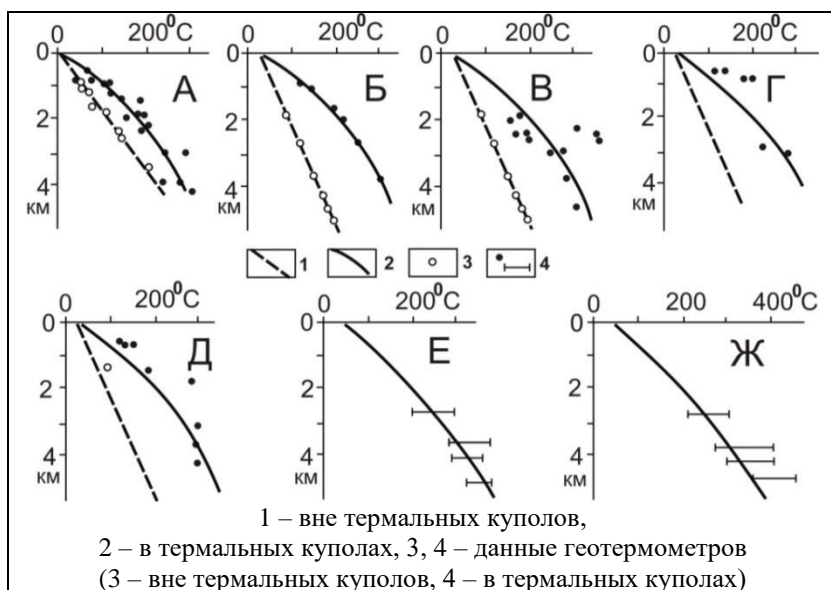 0 200⁰C
0 200⁰C
0 200⁰C
0 200⁰C
0
2
4
км
А
0
2
4
км
Б
0
2
4
км
В
0
2
4
км
Г
1
2
3
4
0 200⁰C
0 200⁰C
0 200 400⁰C
0
2
4
км
Д
0
2
4
км
Е
0
2
4
км
Ж
1 – вне термальных куполов,
2 – в термальных куполах, 3, 4 – данные геотермометров
(3 – вне термальных куполов, 4 – в термальных куполах)